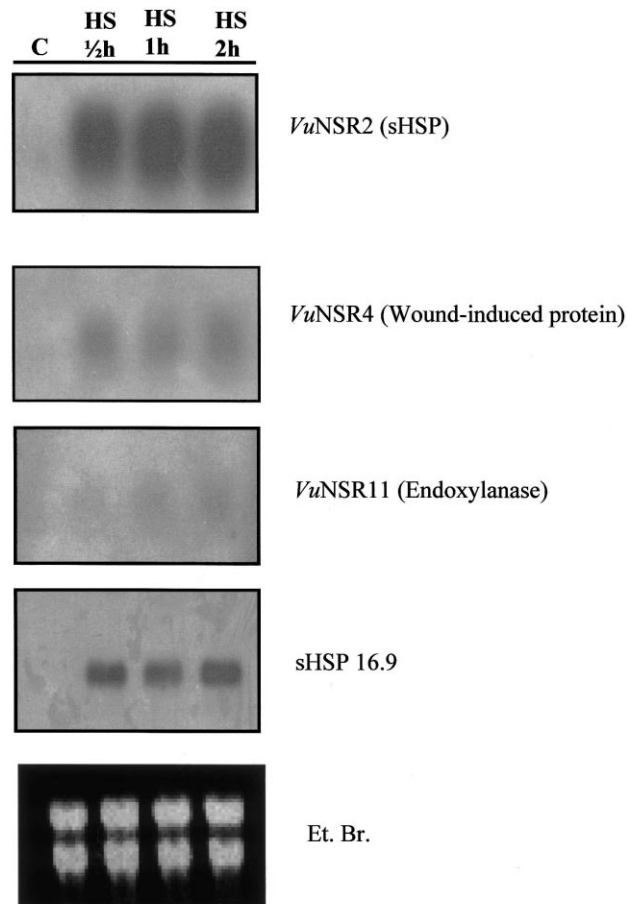 C HS ½h HS 1h HS 2h
VuNSR2 (sHSP)
VuNSR4 (Wound-induced protein)
VuNSR11 (Endoxylanase)
sHSP 16.9
Et. Br.